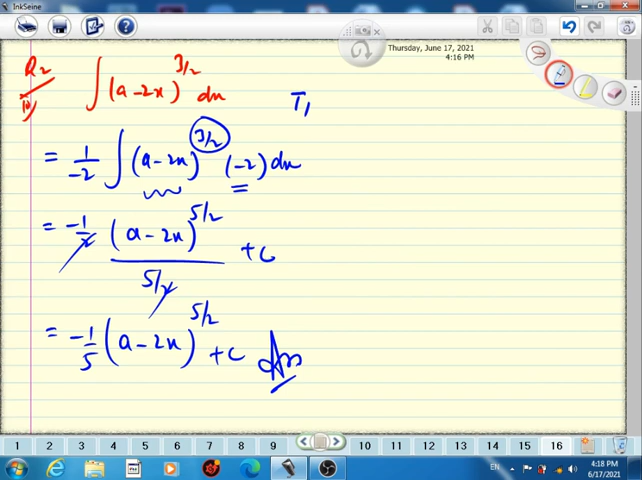 InkSeine
Thursday, June 17, 2021
4:16 PM
Q2
∫(a-2x)^3/2 dx
T1
= 1/-2 ∫(a-2x)^3/2 (-2)dx
= -1/2 (a-2x)^5/2 / 5/2 + c
= -1/5 (a-2x)^5/2 + c Ans
1 2 3 4 5 6 7 8 9 10 11 12 13 14 15 16
EN 4:18 PM
6/17/2021